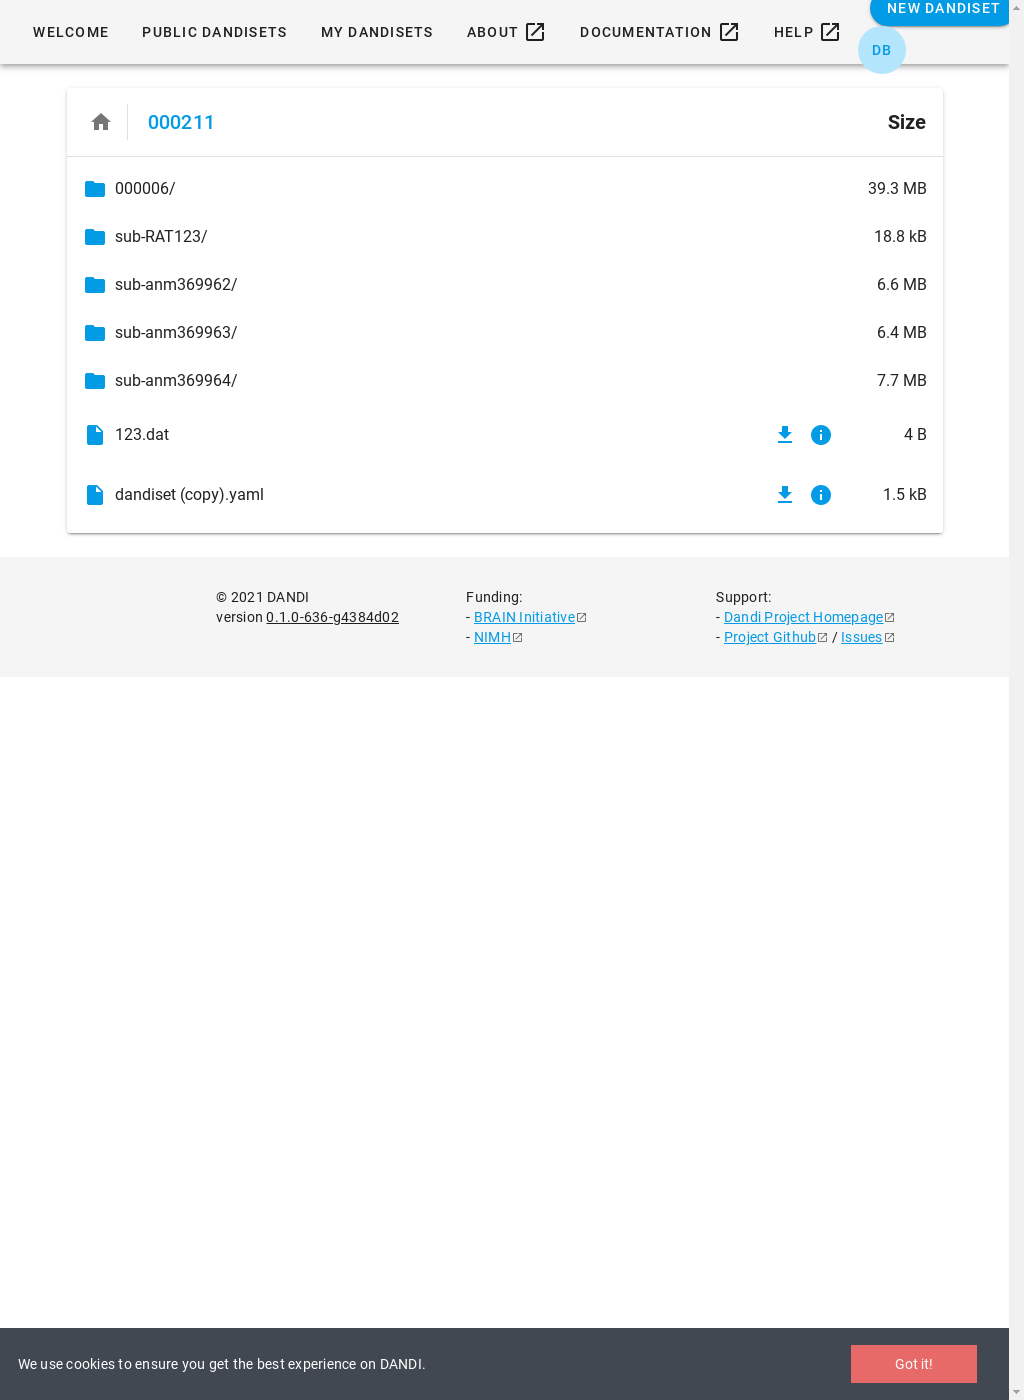 NEW DANDISET
WELCOME PUBLIC DANDISETS MY DANDISETS ABOUT DOCUMENTATION HELP
DB
000211 Size
000006/ 39.3 MB
sub-RAT123/ 18.8 kB
sub-anm369962/ 6.6 MB
sub-anm369963/ 6.4 MB
sub-anm369964/ 7.7 MB
123.dat 4 B
dandiset (copy).yaml 1.5 kB
© 2021 DANDI
version 0.1.0-636-g4384d02
Funding:
- BRAIN Initiative
- NIMH
Support:
- Dandi Project Homepage
- Project Github / Issues
We use cookies to ensure you get the best experience on DANDI. Got it!